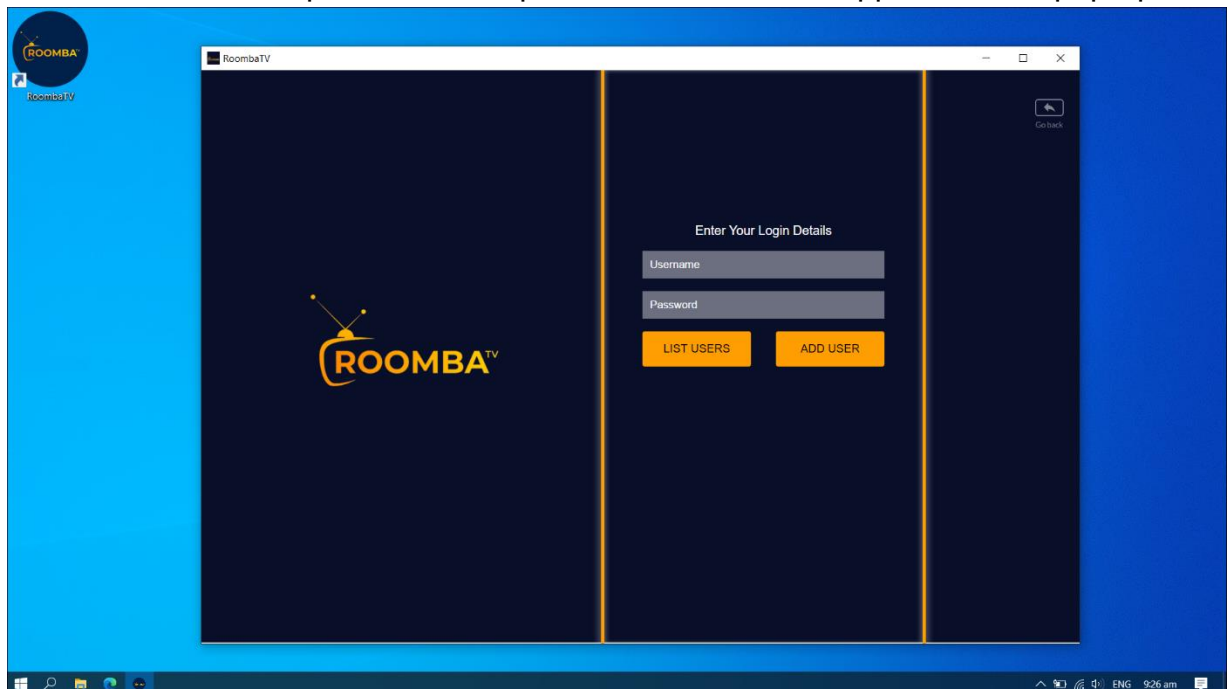 ROOMBA
RoombaTV
RoombaTV
Go back
Enter Your Login Details
Username
Password
LIST USERS
ADD USER
ROOMBA TV
ENG
9:26 am